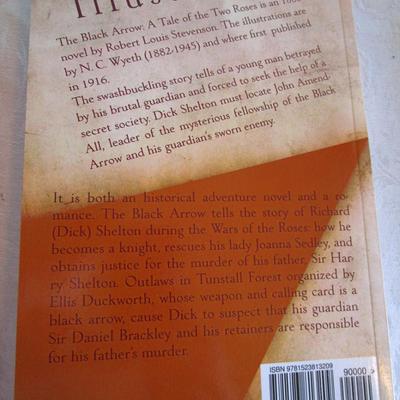 The Black Arrow: A Tale of the Two Roses is an
novel by Robert Louis Stevenson. The illustrations are
by N. C. Wyeth (1882-1945) and where first published
in 1916.
The swashbuckling story tells of a young man betrayed
by his brutal guardian and forced to seek the help of a
secret society. Dick Shelton must locate John Amend-
All, leader of the mysterious fellowship of the Black
Arrow and his guardian's sworn enemy.
It is both an historical adventure novel and a ro-
mance. The Black Arrow tells the story of Richard
(Dick) Shelton during the Wars of the Roses: how he
becomes a knight, rescues his lady Joanna Sedley, and
obtains justice for the murder of his father, Sir Har-
ry Shelton. Outlaws in Tunstall Forest organized by
Ellis Duckworth, whose weapon and calling card is a
black arrow, cause Dick to suspect that his guardian
Sir Daniel Brackley and his retainers are responsible
for his father's murder.
ISBN 9781523813209
90000